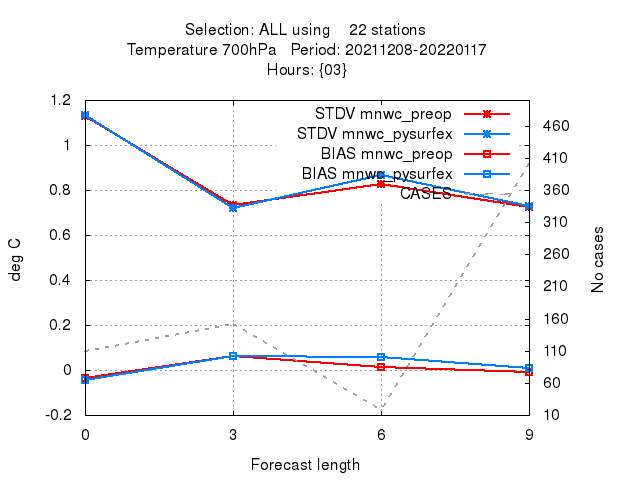 Selection: ALL using    22 stations
Temperature 700hPa   Period: 20211208-20220117
Hours: {03}
STDV mnwc_preop
STDV mnwc_pysurfex
BIAS mnwc_preop
BIAS mnwc_pysurfex
CASES
1.2
1
0.8
0.6
0.4
0.2
0
-0.2
deg C
460
410
360
310
260
210
160
110
60
10
No cases
0 3 6 9
Forecast length